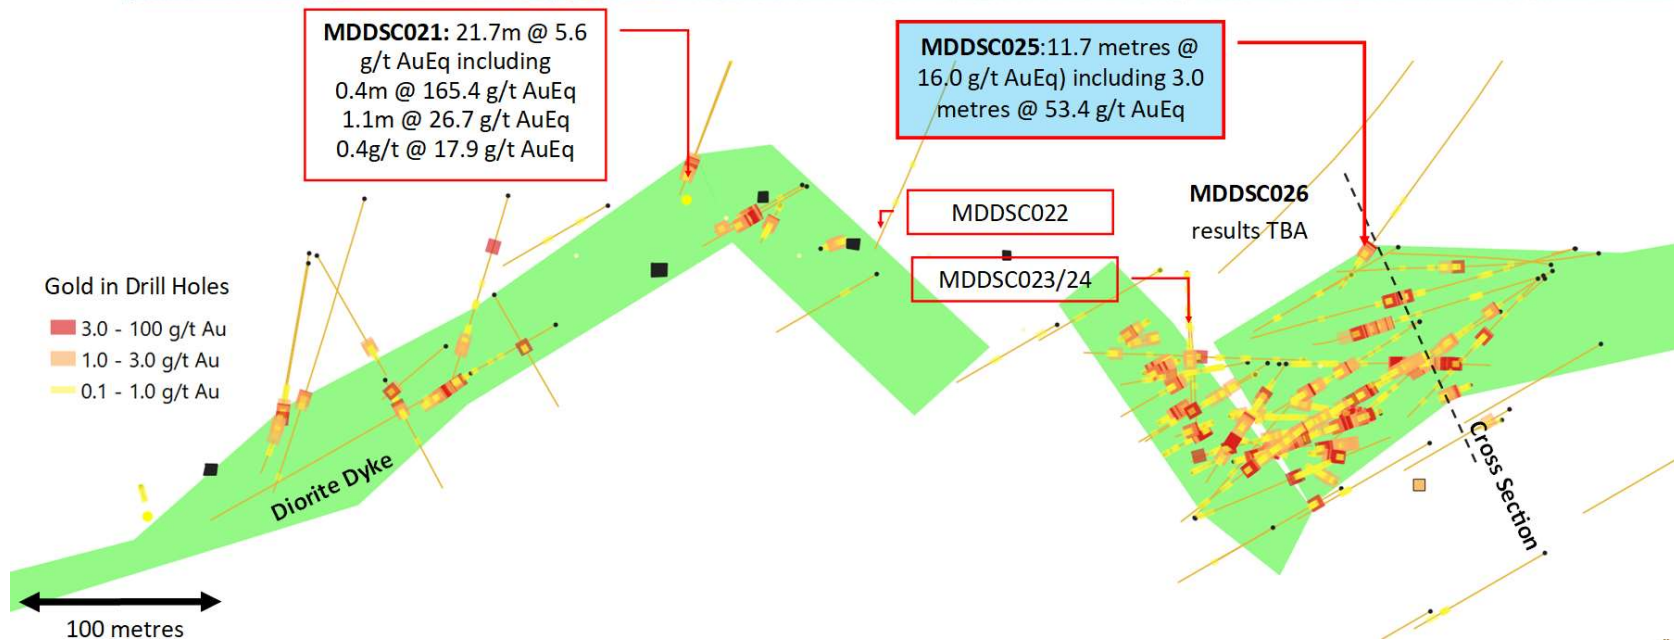 MDDSC021: 21.7m @ 5.6
g/t AuEq including
0.4m @ 165.4 g/t AuEq
1.1m @ 26.7 g/t AuEq
0.4g/t @ 17.9 g/t AuEq
MDDSC025:11.7 metres @
16.0 g/t AuEq) including 3.0
metres @ 53.4 g/t AuEq
MDDSC022
MDDSC026
results TBA
MDDSC023/24
Gold in Drill Holes
3.0 - 100 g/t Au
1.0 - 3.0 g/t Au
0.1 - 1.0 g/t Au
Diorite Dyke
Cross Section
100 metres